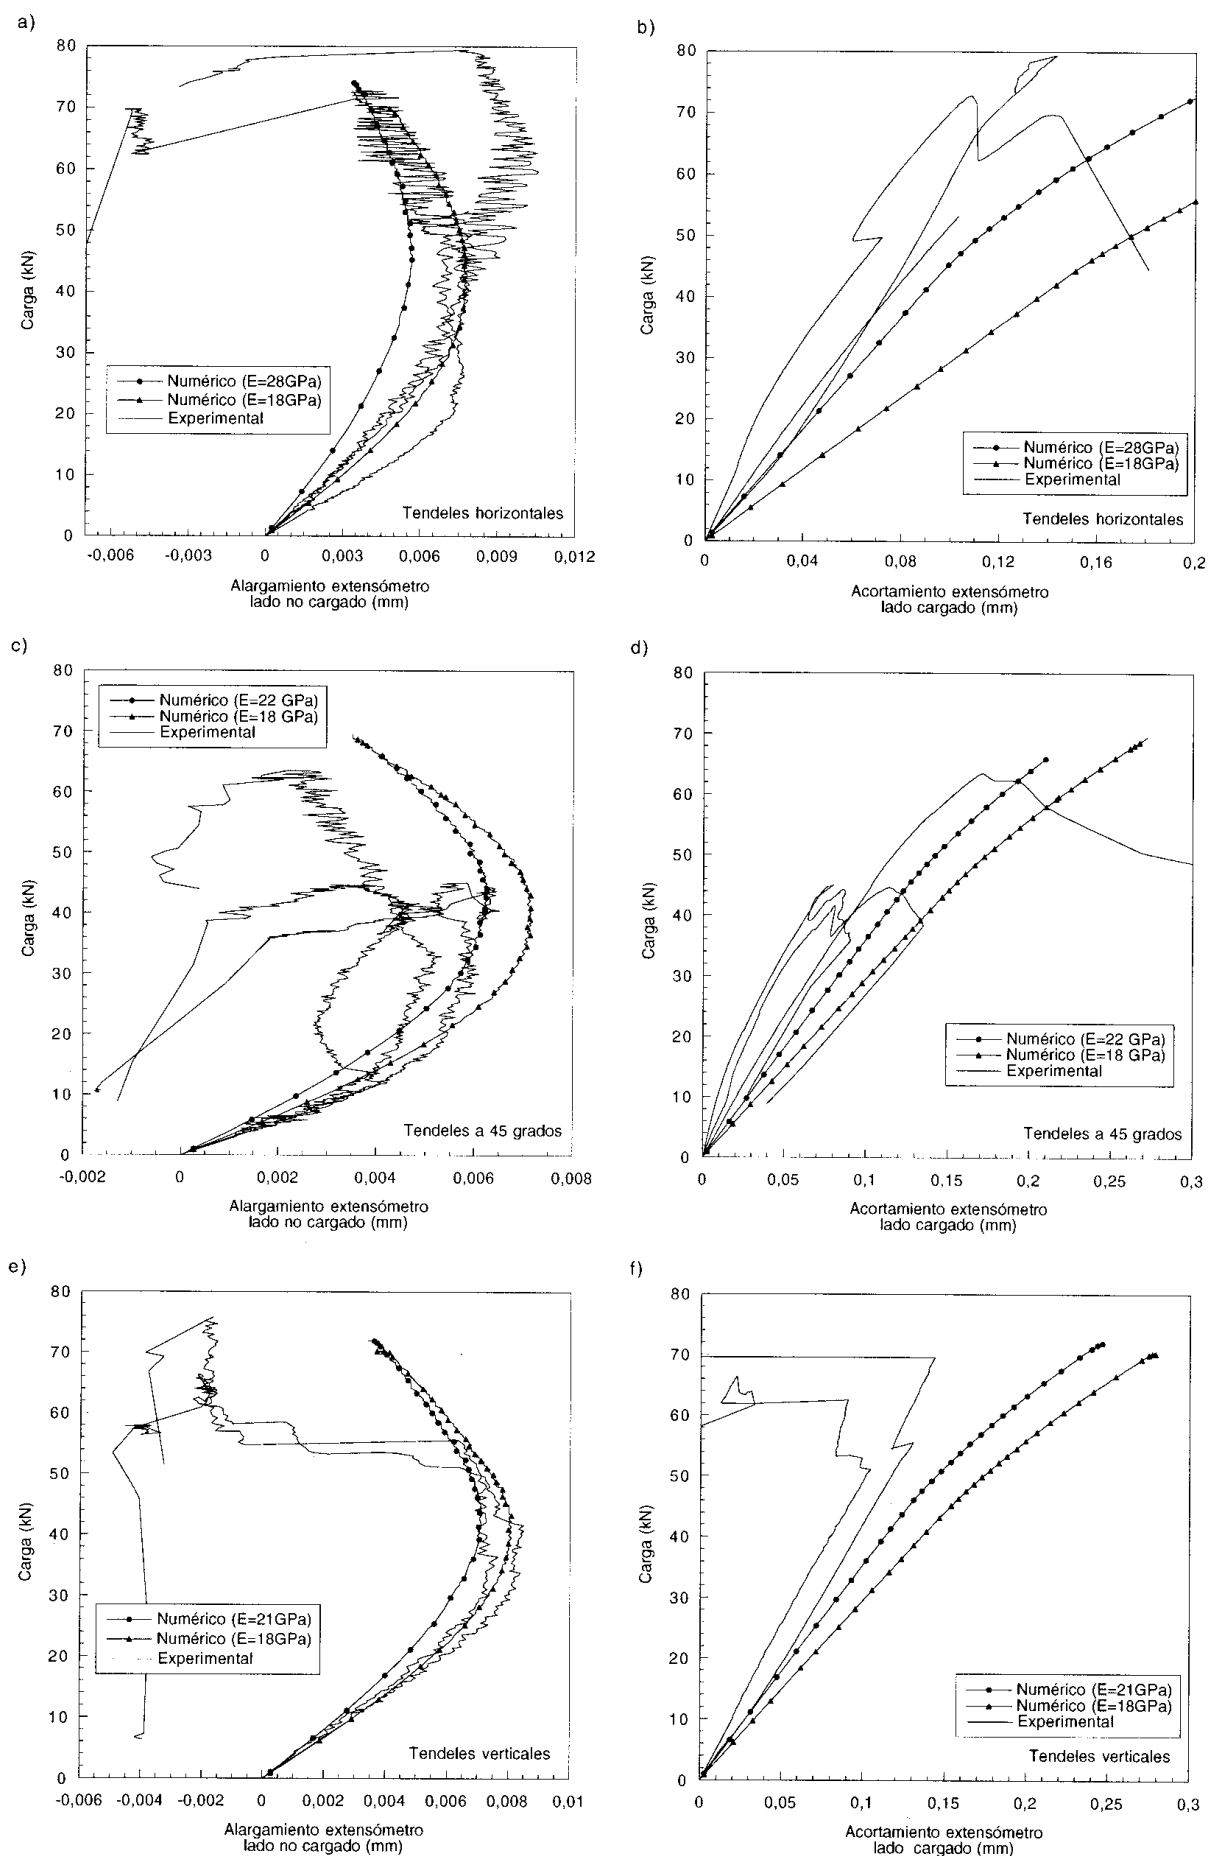 a)
80
70
60
50
40
30
20
10
0
Carga (kN)
Numérico (E=28GPa)
Numérico (E=18GPa)
Experimental
Tendeles horizontales
-0,006 -0,003 0 0,003 0,006 0,009 0,012
Alargamiento extensómetro
lado no cargado (mm)
b)
80
70
60
50
40
30
20
10
0
Carga (kN)
Numérico (E=28GPa)
Numérico (E=18GPa)
Experimental
Tendeles horizontales
0 0,04 0,08 0,12 0,16 0,2
Acortamiento extensómetro
lado cargado (mm)
c)
80
70
60
50
40
30
20
10
0
Carga (kN)
Numérico (E=22 GPa)
Numérico (E=18 GPa)
Experimental
Tendeles a 45 grados
-0,002 0 0,002 0,004 0,006 0,008
Alargamiento extensómetro
lado no cargado (mm)
d)
80
70
60
50
40
30
20
10
0
Carga (kN)
Numérico (E=22 GPa)
Numérico (E=18 GPa)
Experimental
Tendeles a 45 grados
0 0,05 0,1 0,15 0,2 0,25 0,3
Acortamiento extensómetro
lado cargado (mm)
e)
80
70
60
50
40
30
20
10
0
Carga (kN)
Numérico (E=21GPa)
Numérico (E=18GPa)
Experimental
Tendeles verticales
-0,006 -0,004 -0,002 0 0,002 0,004 0,006 0,008 0,01
Alargamiento extensómetro
lado no cargado (mm)
f)
80
70
60
50
40
30
20
10
0
Carga (kN)
Numérico (E=21GPa)
Numérico (E=18GPa)
Experimental
Tendeles verticales
0 0,05 0,1 0,15 0,2 0,25 0,3
Acortamiento extensómetro
lado cargado (mm)